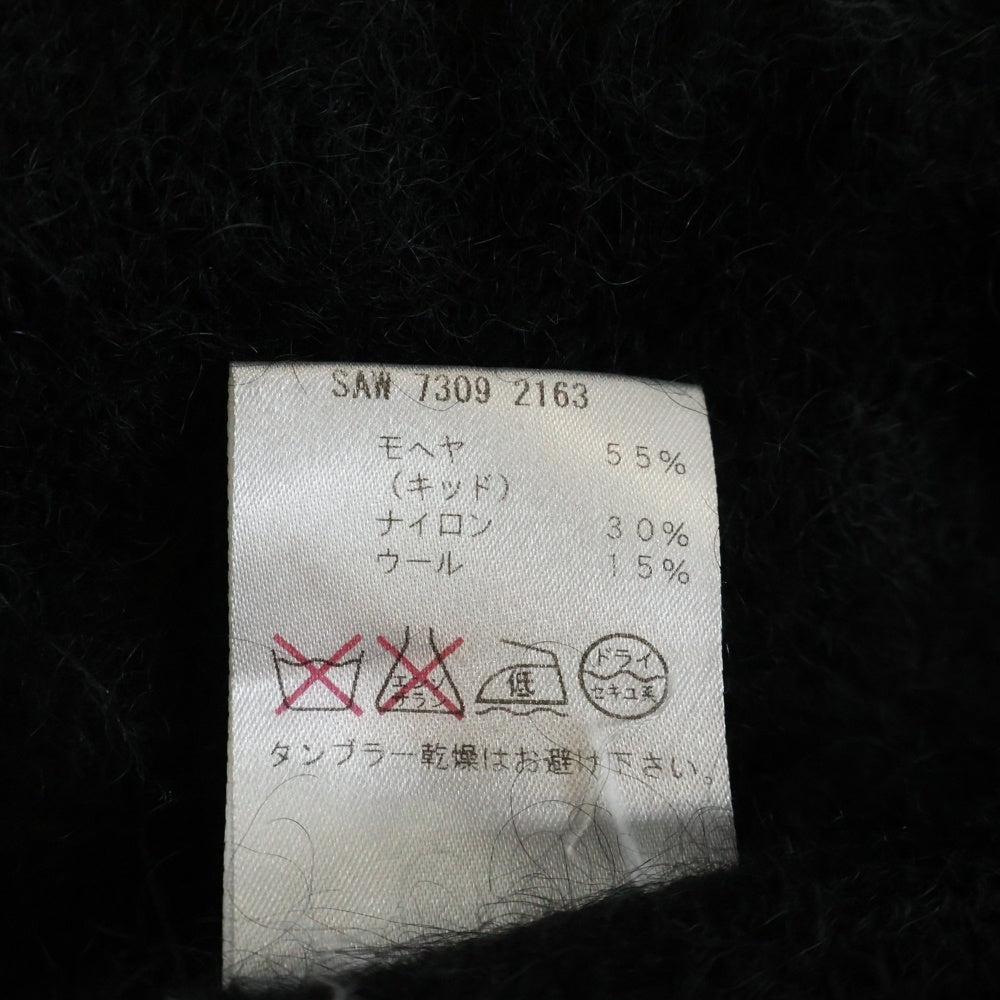 SAW 7309 2163
モヘヤ 55%
(キッド)
ナイロン 30%
ウール 15%
エンソ
サラシ
低
ドライ
セキユ系
タンブラー乾燥はお避け下さい。